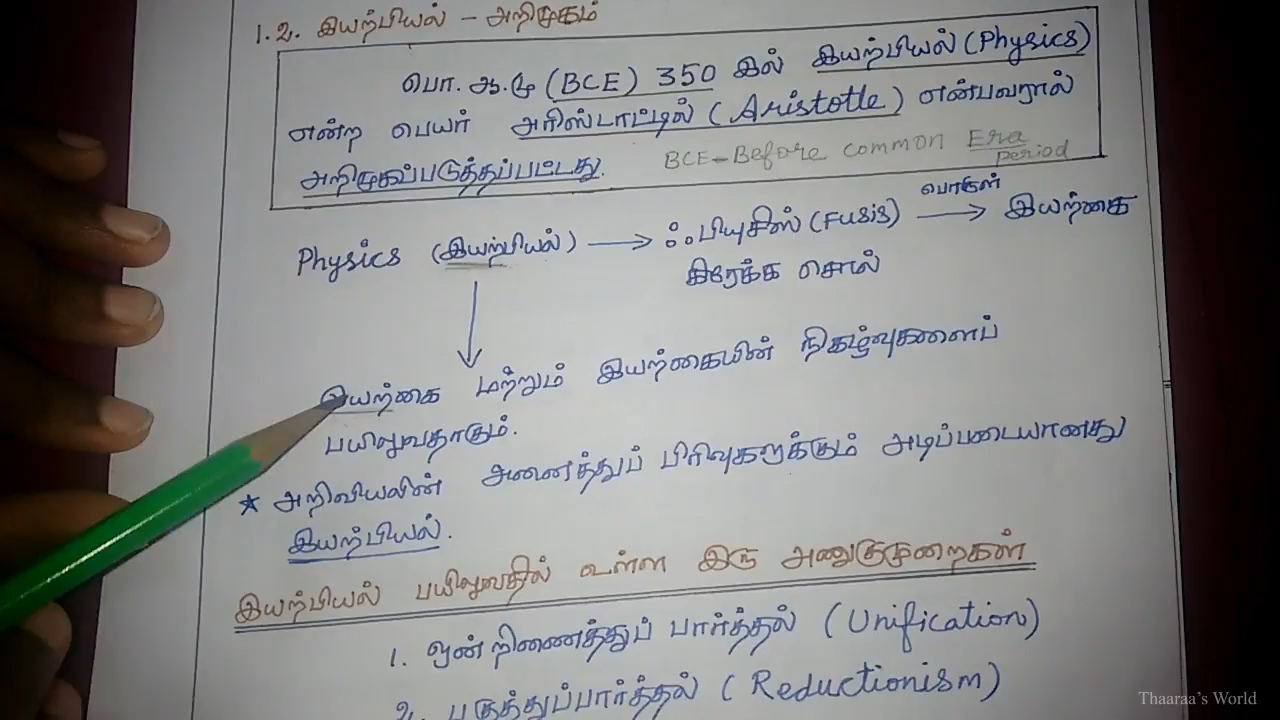 1.2. இயற்பியல் – அறிமுகம்
பொ.ஆ.மு (BCE) 350 இல் இயற்பியல் (Physics)
என்ற பெயர் அரிஸ்டாட்டில் (Aristotle) என்பவரால்
அறிமுகப்படுத்தப்பட்டது. BCE – Before common Era
period
Physics (இயற்பியல்) → ஃபியுசிஸ் (Fusis) → பொருள் இயற்கை
கிரேக்க சொல்
இயற்கை மற்றும் இயற்கையின் நிகழ்வுகளைப்
பயிலுவதாகும்.
* அறிவியலின் அனைத்துப் பிரிவுகளுக்கும் அடிப்படையானது
இயற்பியல்.
இயற்பியல் பயிலுவதில் உள்ள இரு அணுகுமுறைகள்
1. ஒன்றிணைத்துப் பார்த்தல் (Unification)
2. பகுத்துப்பார்த்தல் (Reductionism)
Thaaraa's World